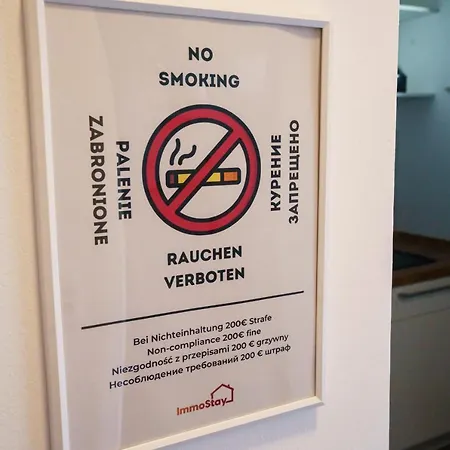 NO
SMOKING
ZABRONIONE
PALENIE
КУРЕНИЕ
ЗАПРЕЩЕНО
RAUCHEN
VERBOTEN
Bei Nichteinhaltung 200€ Strafe
Non-compliance 200€ fine
Niezgodność z przepisami 200 € grzywny
Несоблюдение требований 200 € штраф
ImmoStay